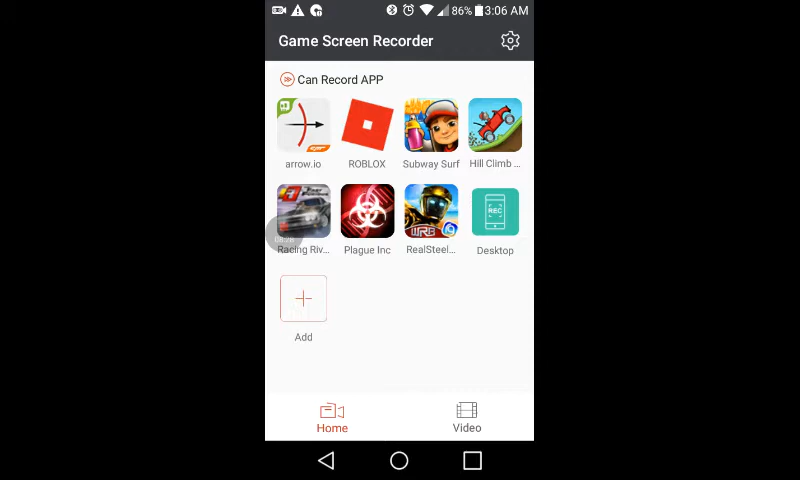 86% 3:06 AM
Game Screen Recorder
Can Record APP
arrow.io ROBLOX Subway Surf Hill Climb ...
REC
Racing Riv... Plague Inc RealSteel... Desktop
Add
Home Video